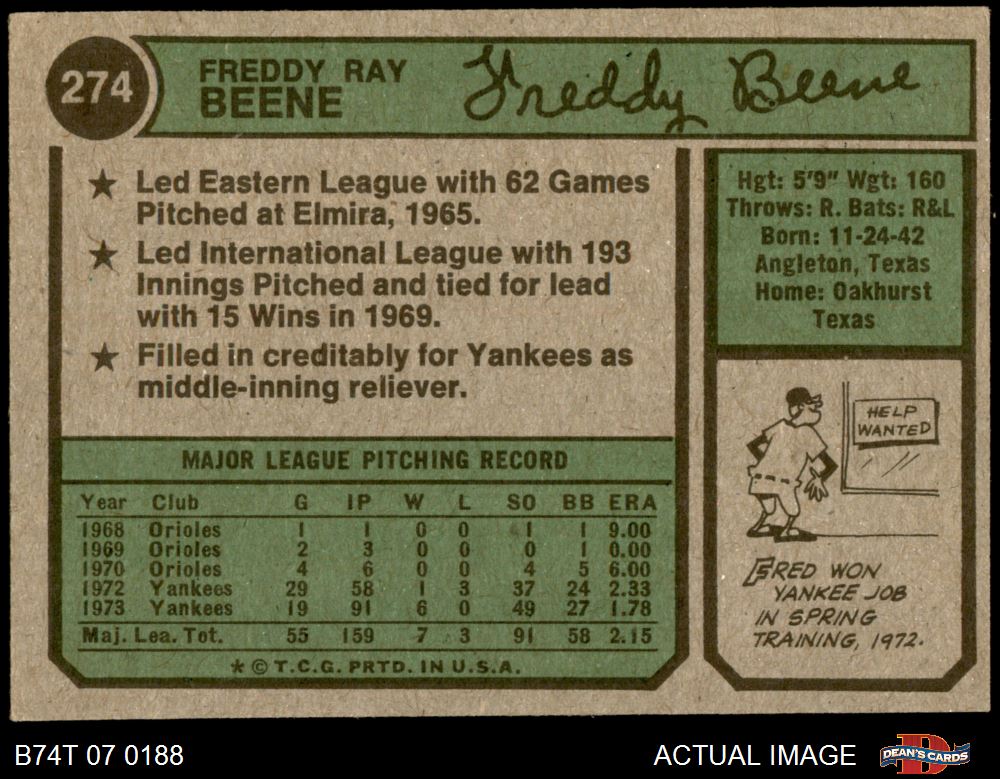 274
FREDDY RAY
BEENE
Freddy Beene
★ Led Eastern League with 62 Games
Pitched at Elmira, 1965.
★ Led International League with 193
Innings Pitched and tied for lead
with 15 Wins in 1969.
★ Filled in creditably for Yankees as
middle-inning reliever.
MAJOR LEAGUE PITCHING RECORD
Year Club G IP W L SO BB ERA
1968 Orioles 1 1 0 0 1 1 9.00
1969 Orioles 2 3 0 0 0 1 0.00
1970 Orioles 4 6 0 0 4 5 6.00
1972 Yankees 29 58 1 3 37 24 2.33
1973 Yankees 19 91 6 0 49 27 1.78
Maj. Lea. Tot. 55 159 7 3 91 58 2.15
★ © T.C.G. PRTD. IN U.S.A.
Hgt: 5'9" Wgt: 160
Throws: R. Bats: R&L
Born: 11-24-42
Angleton, Texas
Home: Oakhurst
Texas
HELP
WANTED
FRED WON
YANKEE JOB
IN SPRING
TRAINING, 1972.
B74T 07 0188
ACTUAL IMAGE
D
DEAN'S CARDS